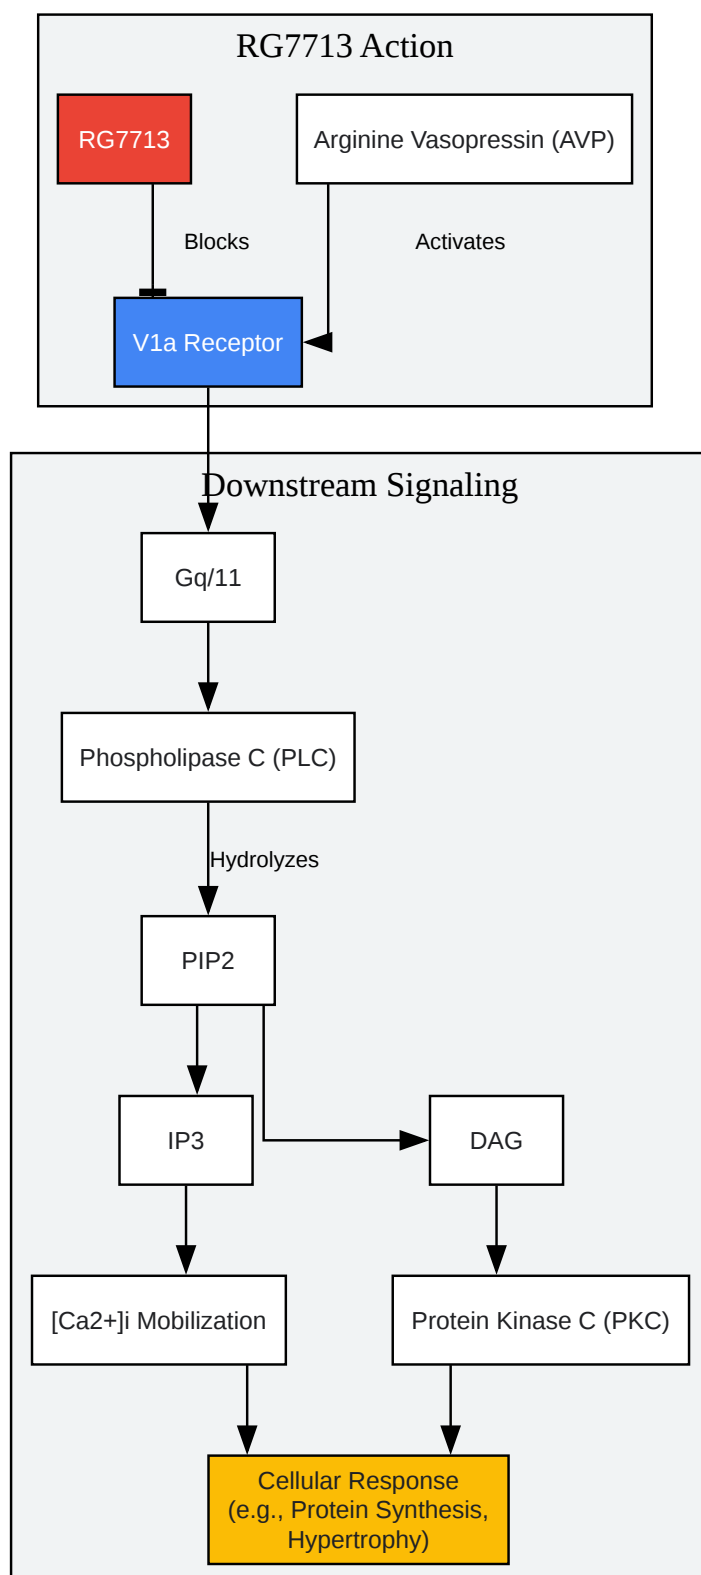 RG7713 Action
RG7713
Arginine Vasopressin (AVP)
Blocks
Activates
V1a Receptor
Downstream Signaling
Gq/11
Phospholipase C (PLC)
Hydrolyzes
PIP2
IP3
DAG
[Ca2+]i Mobilization
Protein Kinase C (PKC)
Cellular Response
(e.g., Protein Synthesis,
Hypertrophy)